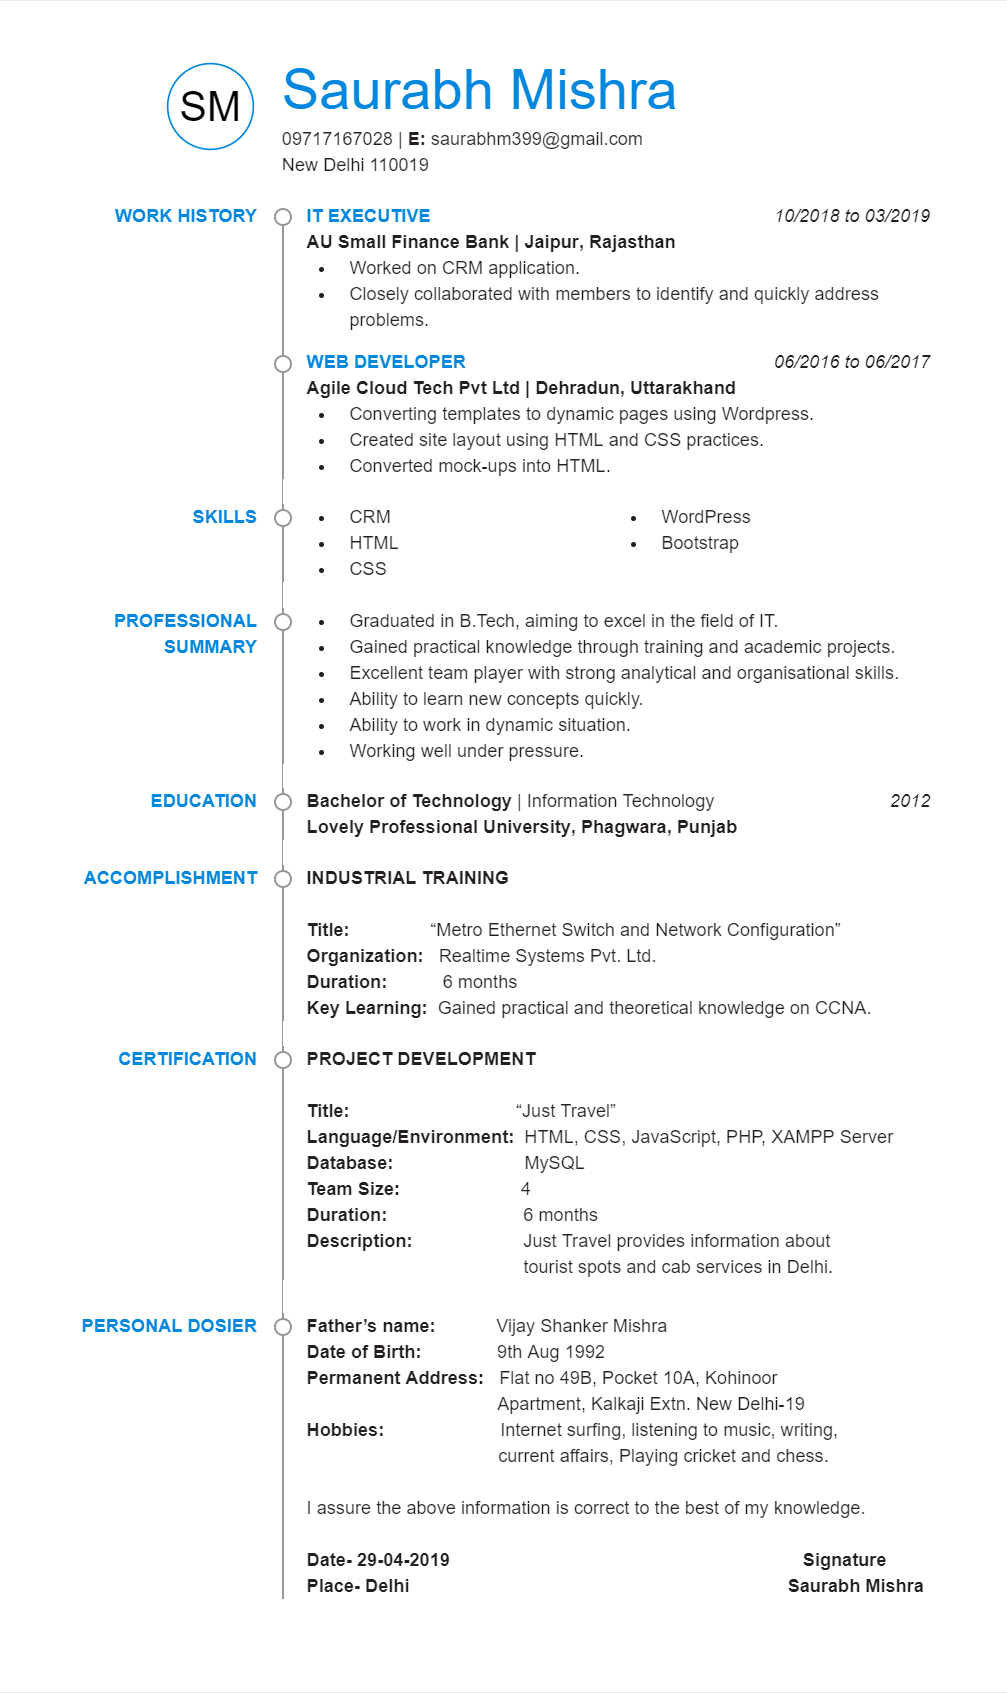 SM
Saurabh Mishra
09717167028 | E: saurabhm399@gmail.com
New Delhi 110019
WORK HISTORY
IT EXECUTIVE 10/2018 to 03/2019
AU Small Finance Bank | Jaipur, Rajasthan
• Worked on CRM application.
• Closely collaborated with members to identify and quickly address
problems.
WEB DEVELOPER 06/2016 to 06/2017
Agile Cloud Tech Pvt Ltd | Dehradun, Uttarakhand
• Converting templates to dynamic pages using Wordpress.
• Created site layout using HTML and CSS practices.
• Converted mock-ups into HTML.
SKILLS
• CRM
• HTML
• CSS
• WordPress
• Bootstrap
PROFESSIONAL
SUMMARY
• Graduated in B.Tech, aiming to excel in the field of IT.
• Gained practical knowledge through training and academic projects.
• Excellent team player with strong analytical and organisational skills.
• Ability to learn new concepts quickly.
• Ability to work in dynamic situation.
• Working well under pressure.
EDUCATION
Bachelor of Technology | Information Technology 2012
Lovely Professional University, Phagwara, Punjab
ACCOMPLISHMENT
INDUSTRIAL TRAINING
Title: “Metro Ethernet Switch and Network Configuration”
Organization: Realtime Systems Pvt. Ltd.
Duration: 6 months
Key Learning: Gained practical and theoretical knowledge on CCNA.
CERTIFICATION
PROJECT DEVELOPMENT
Title: “Just Travel”
Language/Environment: HTML, CSS, JavaScript, PHP, XAMPP Server
Database: MySQL
Team Size: 4
Duration: 6 months
Description: Just Travel provides information about
tourist spots and cab services in Delhi.
PERSONAL DOSIER
Father’s name: Vijay Shanker Mishra
Date of Birth: 9th Aug 1992
Permanent Address: Flat no 49B, Pocket 10A, Kohinoor
Apartment, Kalkaji Extn. New Delhi-19
Hobbies: Internet surfing, listening to music, writing,
current affairs, Playing cricket and chess.
I assure the above information is correct to the best of my knowledge.
Date- 29-04-2019 Signature
Place- Delhi Saurabh Mishra